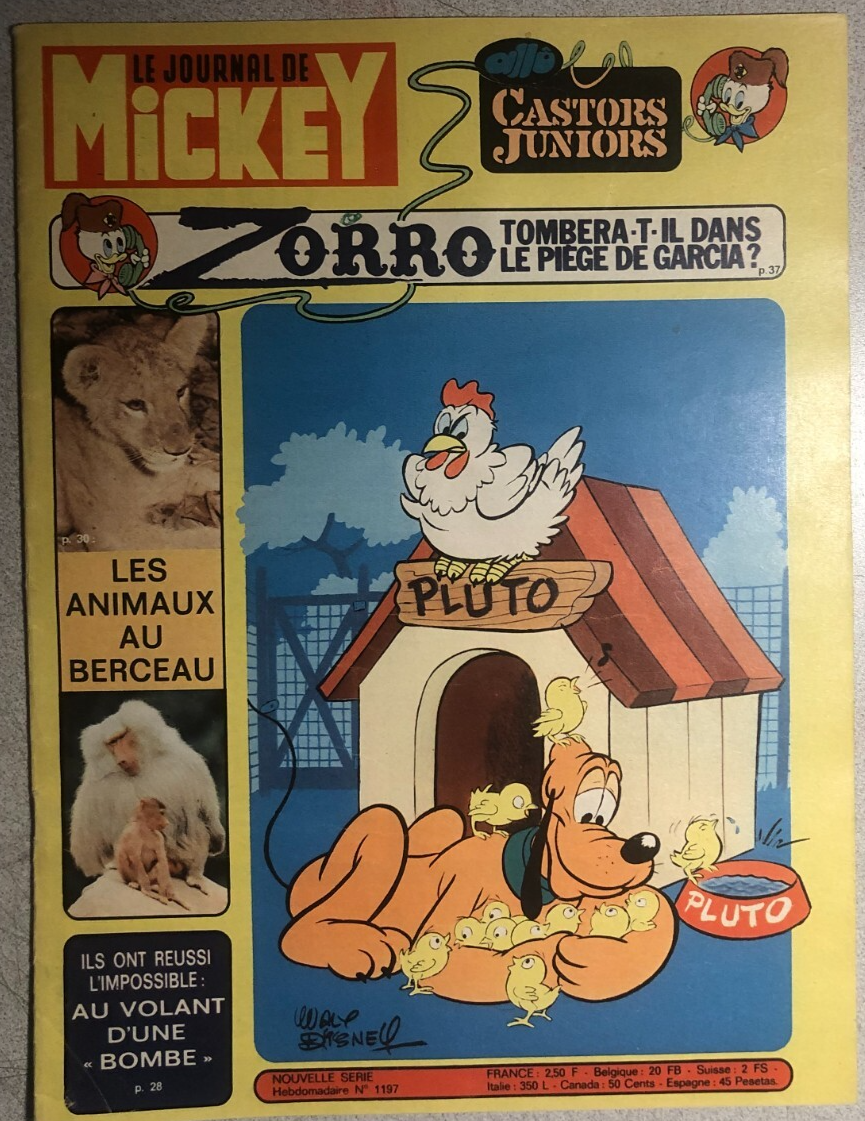 LE JOURNAL DE
MiCKEY
allô
CASTORS
JUNIORS
ZORRO
TOMBERA-T-IL DANS
LE PIÈGE DE GARCIA?
p.37
p. 30 :
LES
ANIMAUX
AU
BERCEAU
PLUTO
PLUTO
ILS ONT REUSSI
L'IMPOSSIBLE :
AU VOLANT
D'UNE
« BOMBE »
p. 28
WALT
DISNEY
NOUVELLE SERIE
Hebdomadaire N° 1197
FRANCE : 2,50 F - Belgique : 20 FB - Suisse : 2 FS -
Italie : 350 L - Canada : 50 Cents - Espagne : 45 Pesetas.